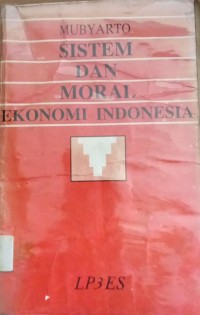 MUBYARTO
SISTEM
DAN
MORAL
EKONOMI INDONESIA
LP3ES